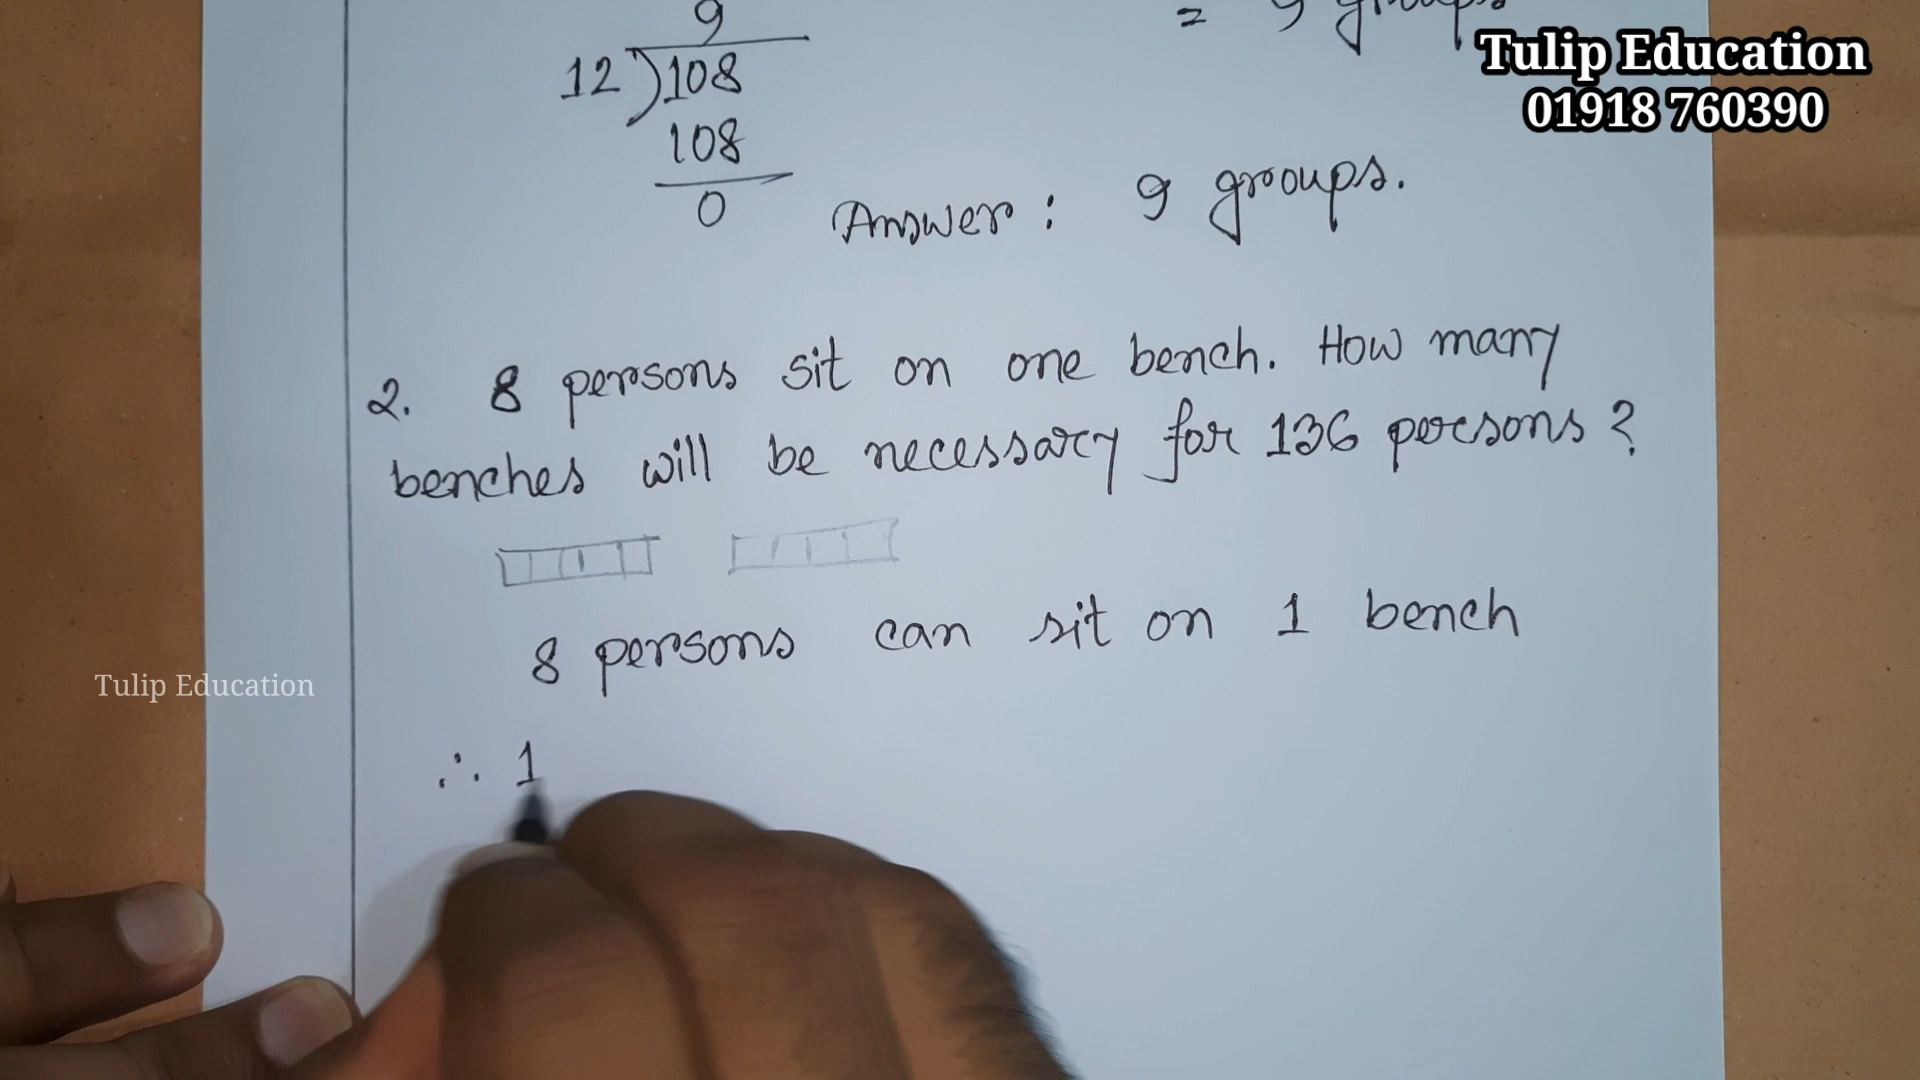 9
= 9 groups
12)108
108
0
Answer : 9 groups.
2. 8 persons sit on one bench. How many
benches will be necessary for 136 persons ?
8 persons can sit on 1 bench
∴ 1
Tulip Education
01918 760390
Tulip Education